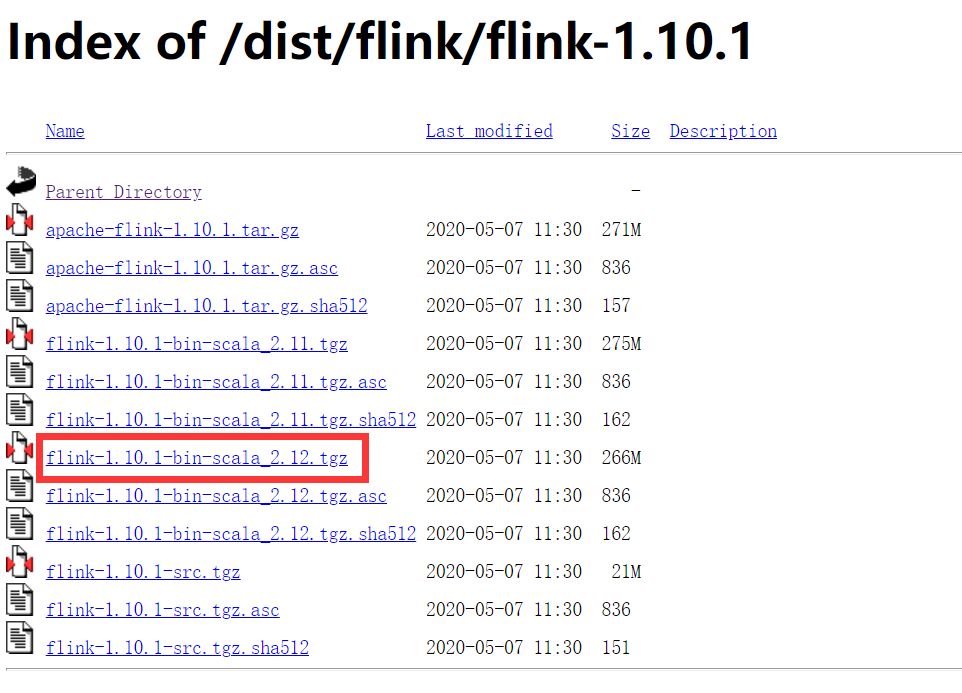 Index of /dist/flink/flink-1.10.1
Name Last modified Size Description
Parent Directory -
apache-flink-1.10.1.tar.gz 2020-05-07 11:30 271M
apache-flink-1.10.1.tar.gz.asc 2020-05-07 11:30 836
apache-flink-1.10.1.tar.gz.sha512 2020-05-07 11:30 157
flink-1.10.1-bin-scala_2.11.tgz 2020-05-07 11:30 275M
flink-1.10.1-bin-scala_2.11.tgz.asc 2020-05-07 11:30 836
flink-1.10.1-bin-scala_2.11.tgz.sha512 2020-05-07 11:30 162
flink-1.10.1-bin-scala_2.12.tgz 2020-05-07 11:30 266M
flink-1.10.1-bin-scala_2.12.tgz.asc 2020-05-07 11:30 836
flink-1.10.1-bin-scala_2.12.tgz.sha512 2020-05-07 11:30 162
flink-1.10.1-src.tgz 2020-05-07 11:30 21M
flink-1.10.1-src.tgz.asc 2020-05-07 11:30 836
flink-1.10.1-src.tgz.sha512 2020-05-07 11:30 151